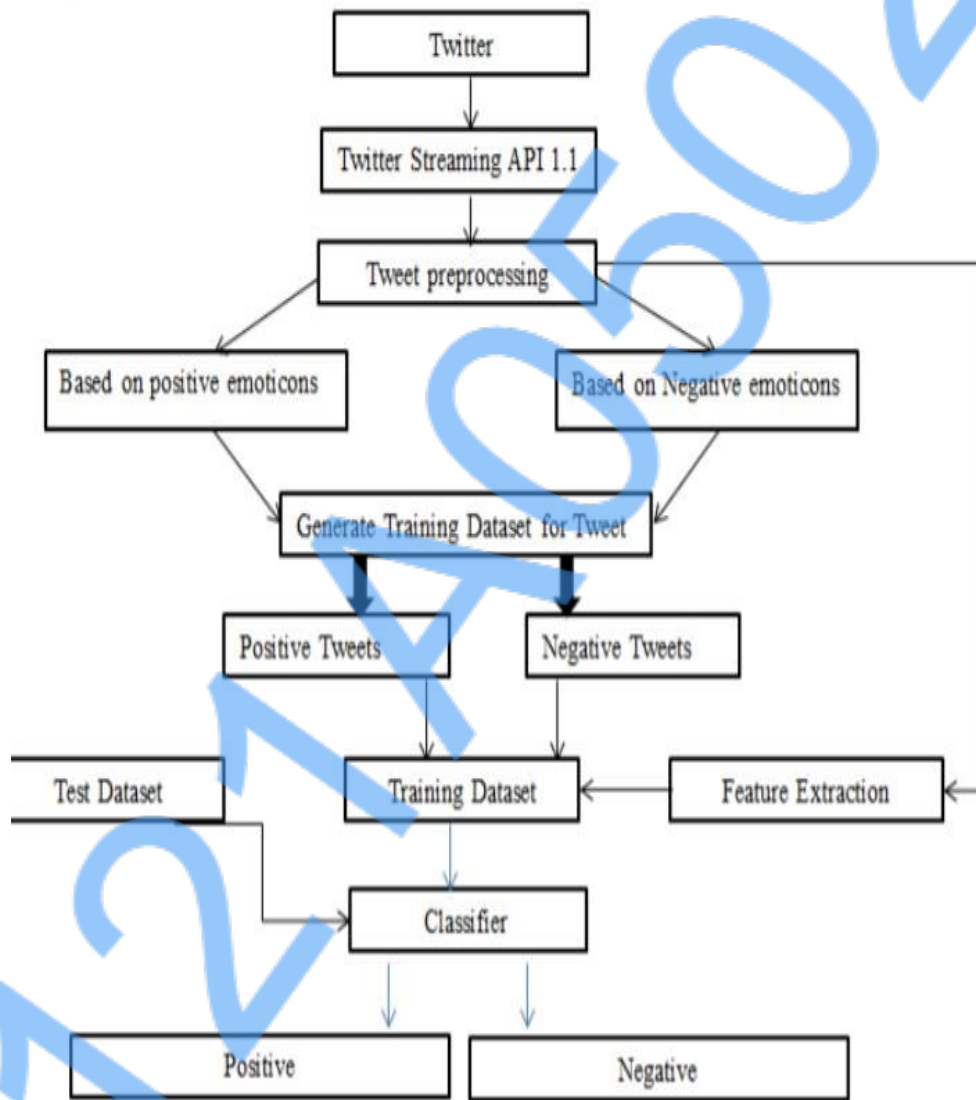 Twitter
Twitter Streaming API 1.1
Tweet preprocessing
Based on positive emoticons
Based on Negative emoticons
Generate Training Dataset for Tweet
Positive Tweets
Negative Tweets
Test Dataset
Training Dataset
Feature Extraction
Classifier
Positive
Negative